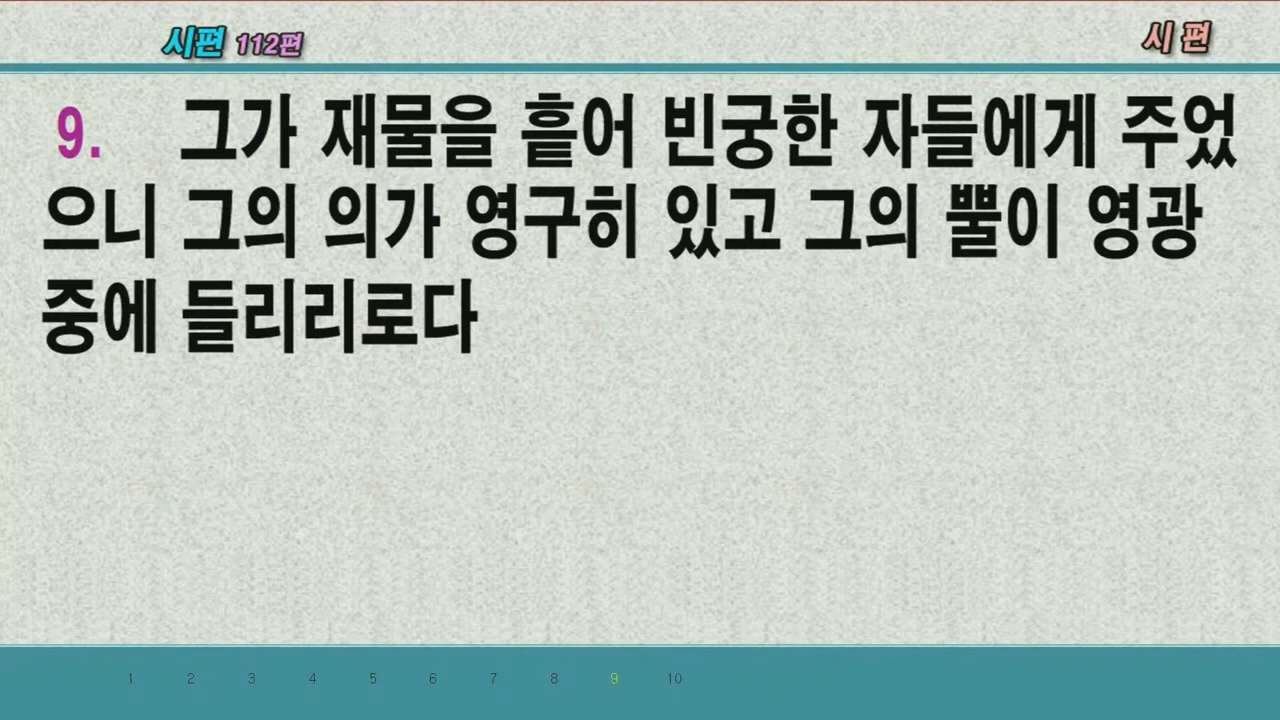 시편 112편
시 편
9. 그가 재물을 흩어 빈궁한 자들에게 주었
으니 그의 의가 영구히 있고 그의 뿔이 영광
중에 들리리로다
1 2 3 4 5 6 7 8 9 10